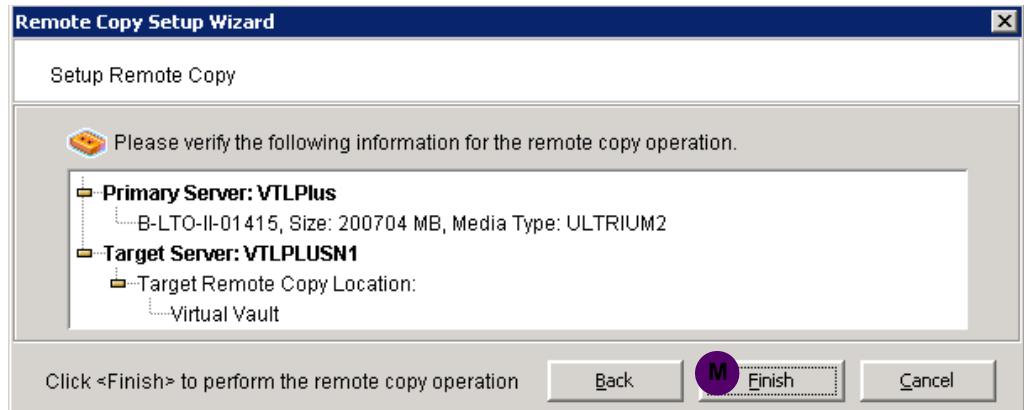 Remote Copy Setup Wizard
Setup Remote Copy
Please verify the following information for the remote copy operation.
Primary Server: VTLPlus
B-LTO-II-01415, Size: 200704 MB, Media Type: ULTRIUM2
Target Server: VTLPLUSN1
Target Remote Copy Location:
Virtual Vault
Click <Finish> to perform the remote copy operation Back M Finish Cancel